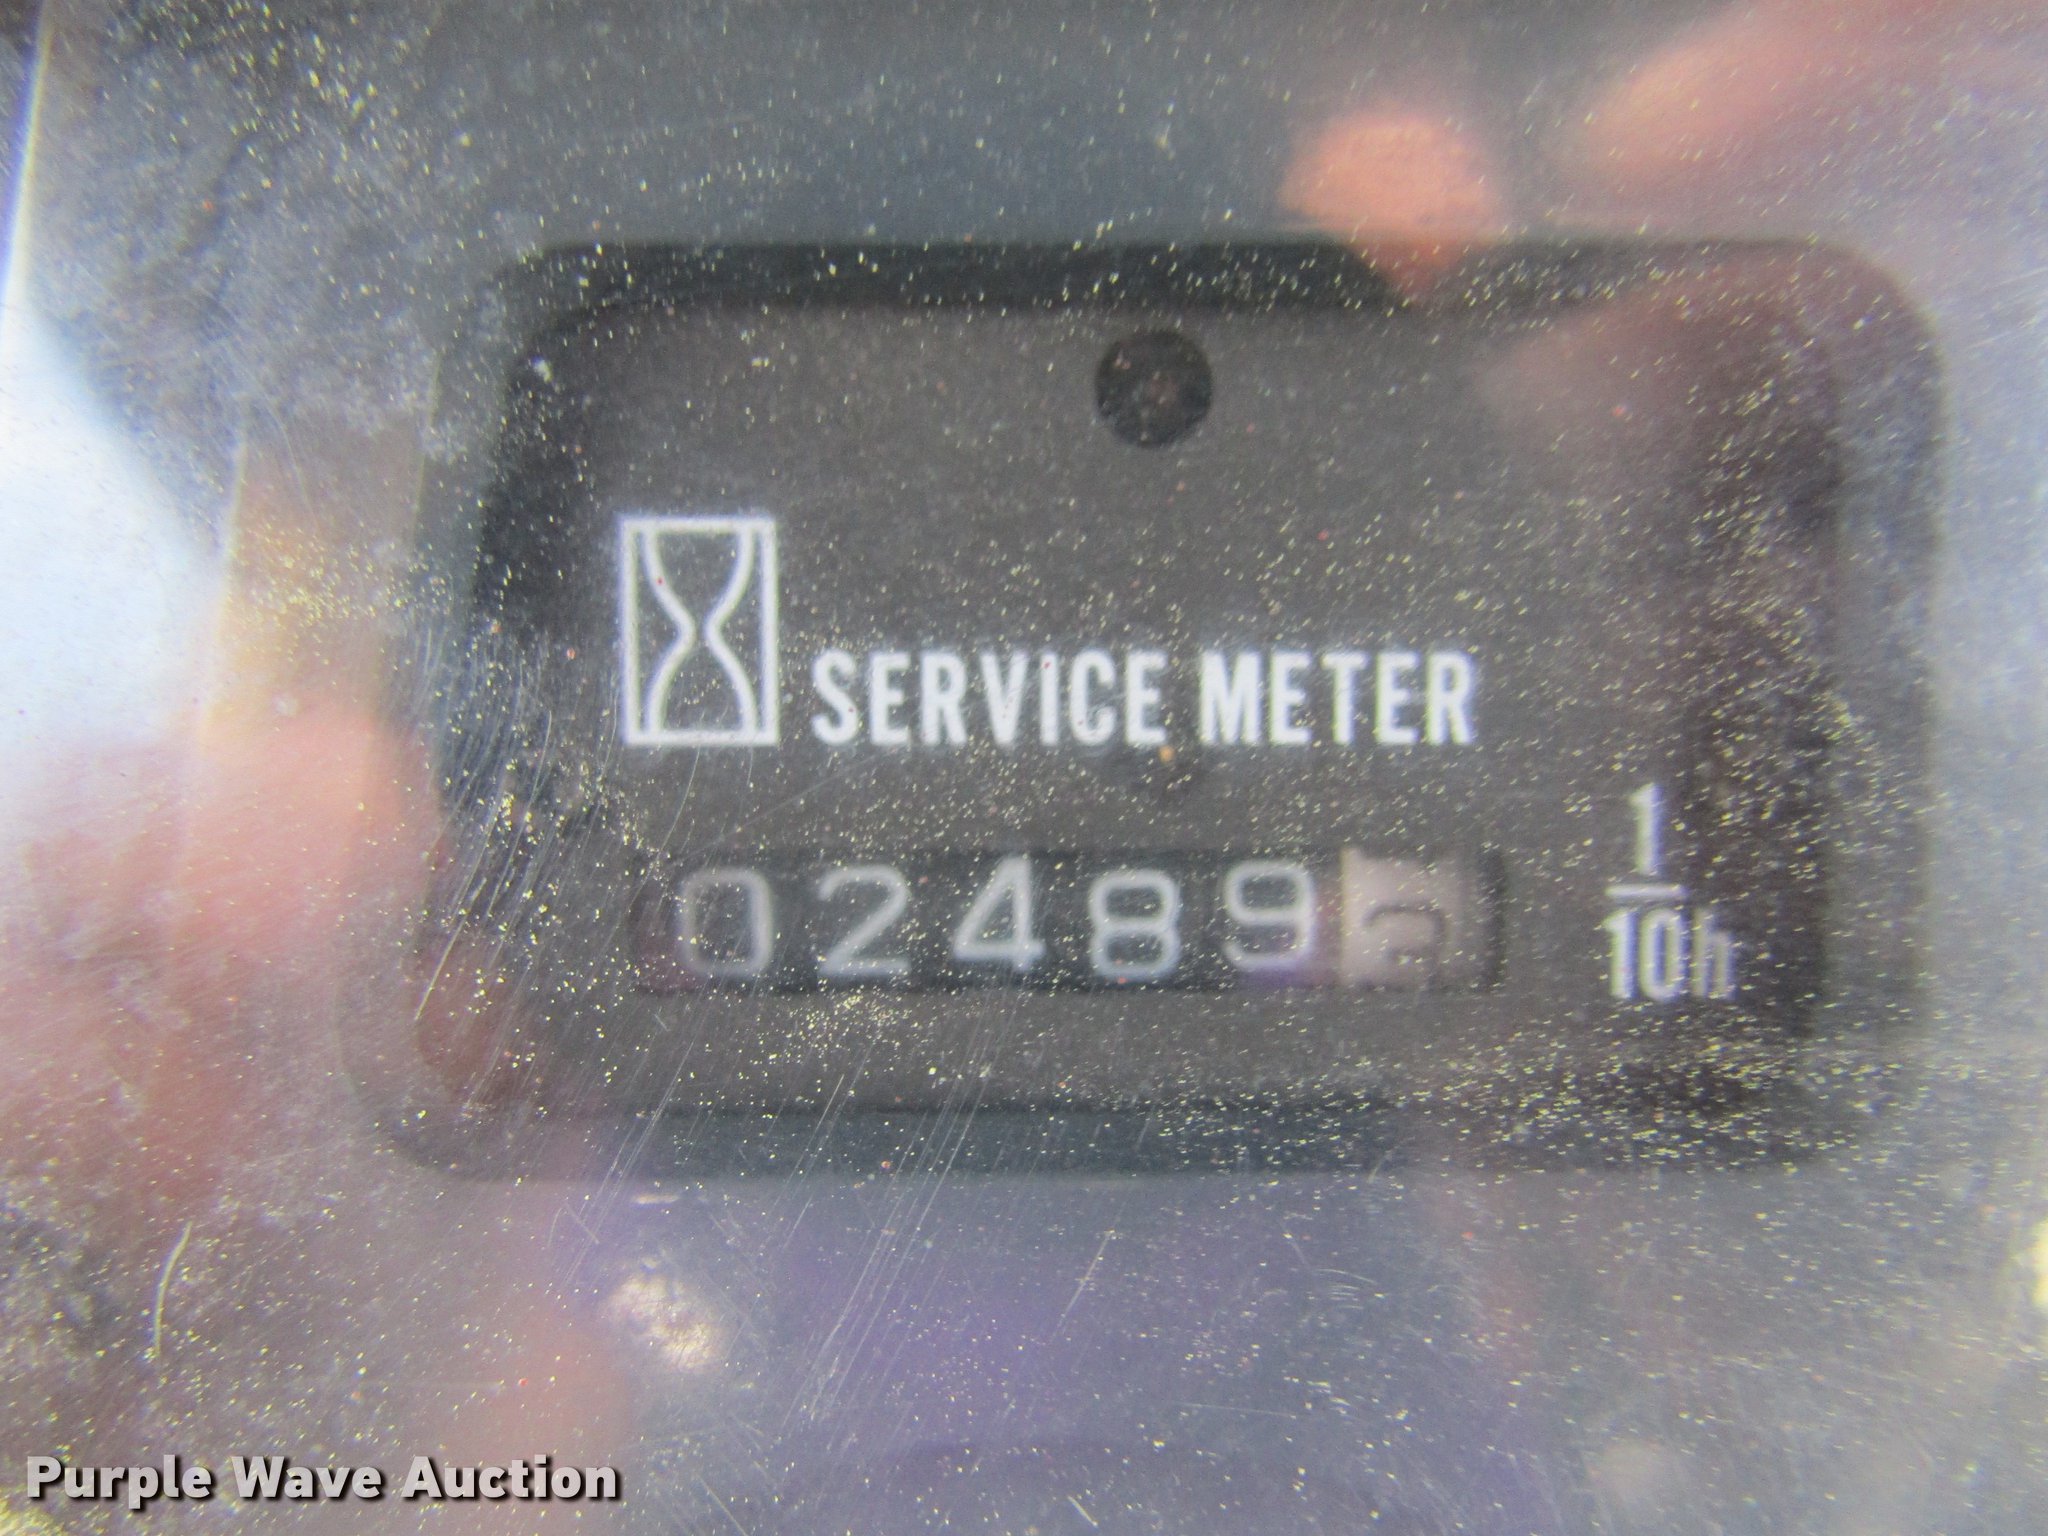 SERVICE METER
02489
1
10h
Purple Wave Auction